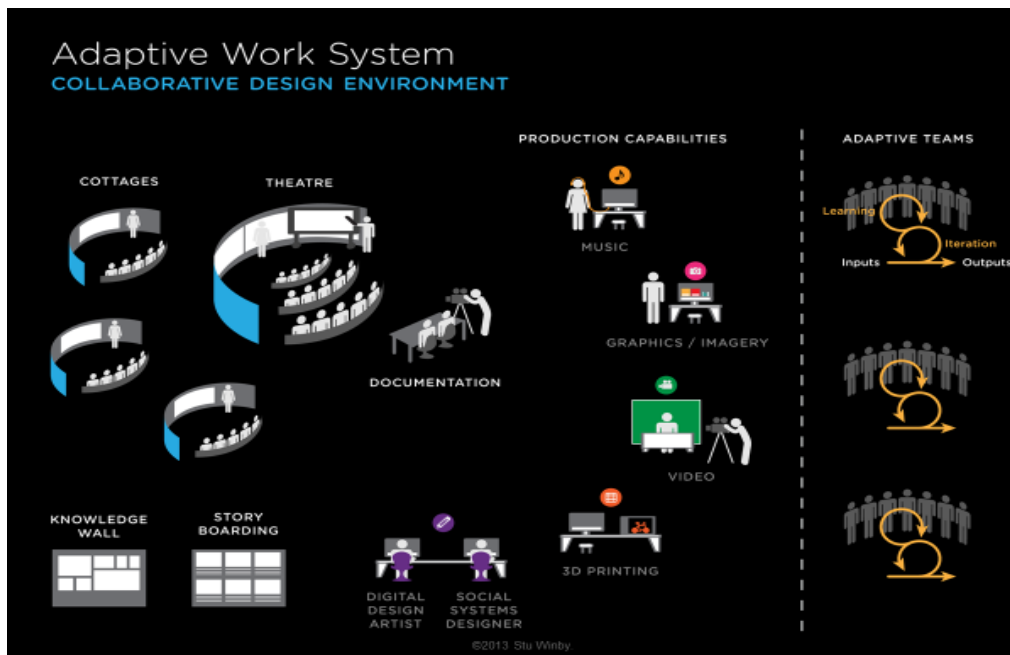 Adaptive Work System
COLLABORATIVE DESIGN ENVIRONMENT
PRODUCTION CAPABILITIES
ADAPTIVE TEAMS
COTTAGES
THEATRE
MUSIC
Learning
Iteration
Inputs
Outputs
GRAPHICS / IMAGERY
DOCUMENTATION
VIDEO
KNOWLEDGE
WALL
STORY
BOARDING
3D PRINTING
DIGITAL
DESIGN
ARTIST
SOCIAL
SYSTEMS
DESIGNER
©2013 Stu Winby